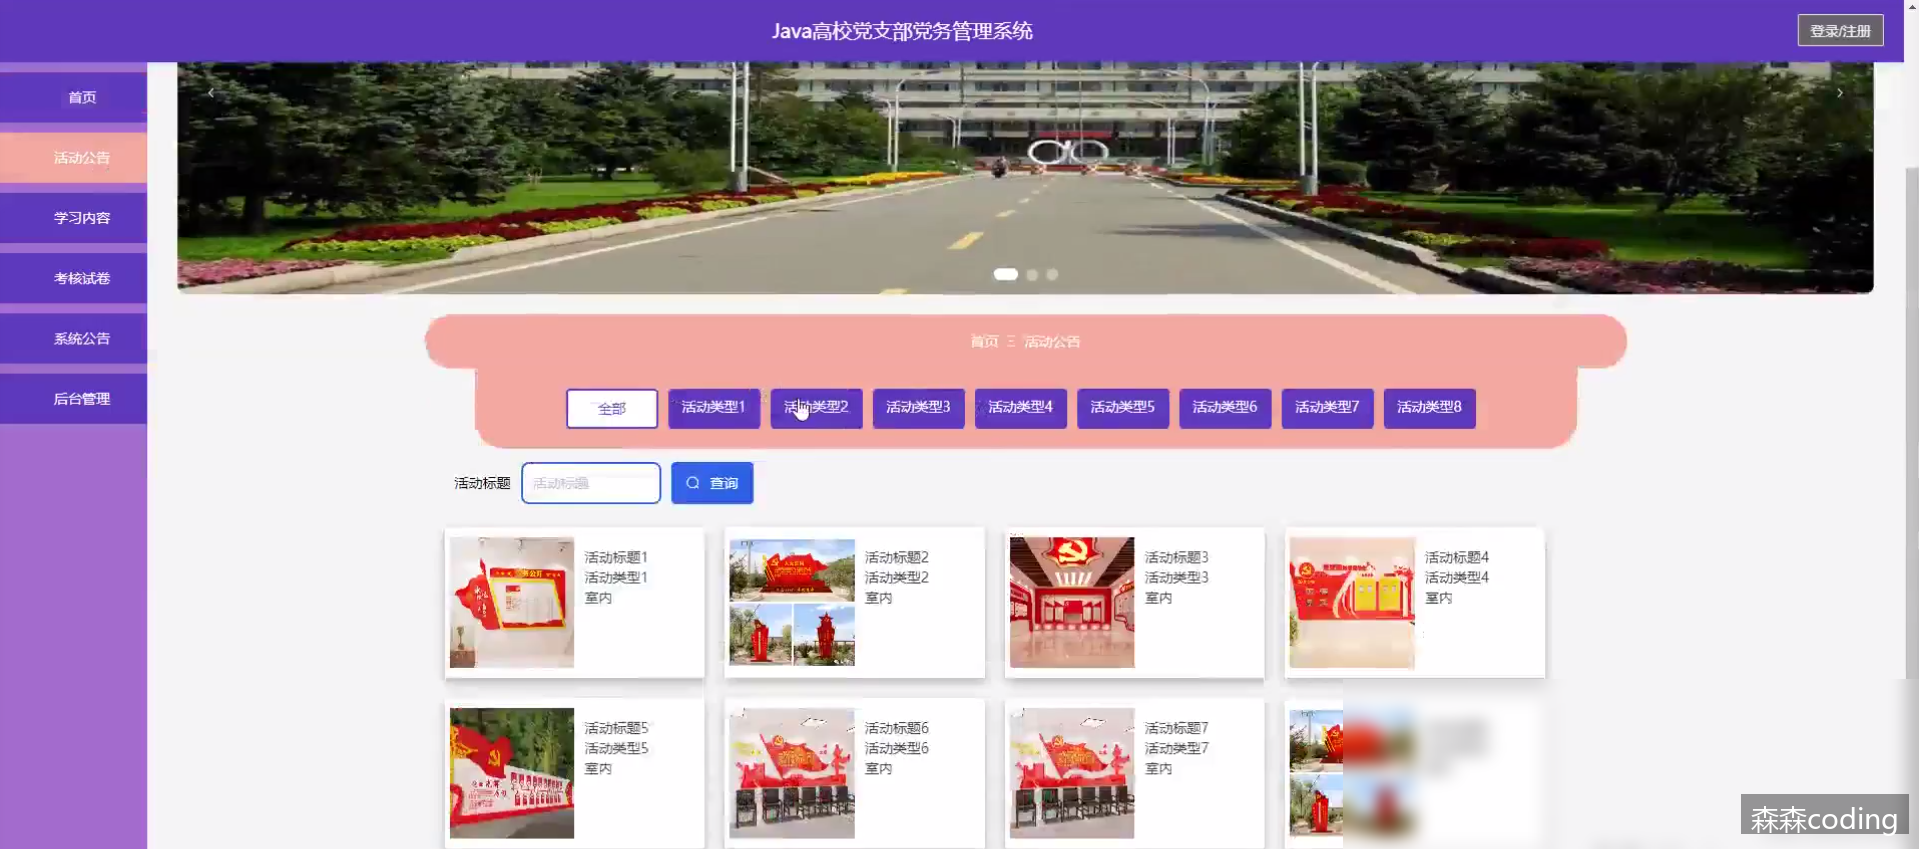 Java高校党支部党务管理系统
登录/注册
首页
活动公告
学习内容
考核试卷
系统公告
后台管理
首页 三 活动公告
全部 活动类型1 活动类型2 活动类型3 活动类型4 活动类型5 活动类型6 活动类型7 活动类型8
活动标题 活动标题 查询
活动标题1
活动类型1
室内
活动标题2
活动类型2
室内
活动标题3
活动类型3
室内
活动标题4
活动类型4
室内
活动标题5
活动类型5
室内
活动标题6
活动类型6
室内
活动标题7
活动类型7
室内
森森coding